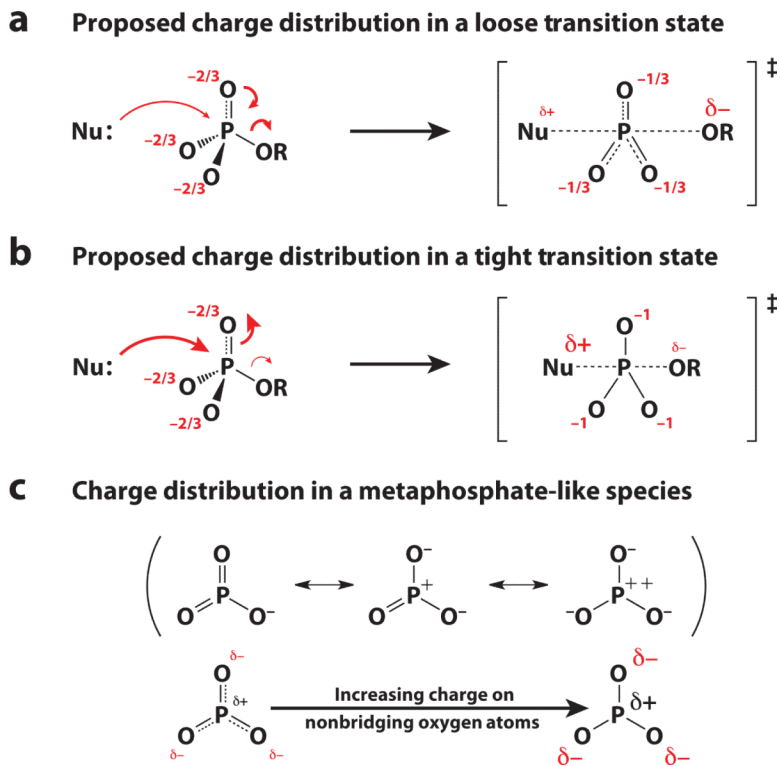 a Proposed charge distribution in a loose transition state
–2/3
O
Nu:
P
–2/3
O
OR
O
–2/3
‡
O
–1/3
δ+
δ–
Nu
P
OR
O
O
–1/3
–1/3
b Proposed charge distribution in a tight transition state
–2/3
O
Nu:
P
–2/3
O
OR
O
–2/3
‡
O
–1
δ+
δ–
Nu
P
OR
O
O
–1
–1
c Charge distribution in a metaphosphate-like species
O
P
O
O–
O–
P
+
O
O–
O–
P
++
–O
O–
δ–
O
δ+
P
O
O
δ–
δ–
Increasing charge on
nonbridging oxygen atoms
δ–
O
δ+
P
O
O
δ–
δ–